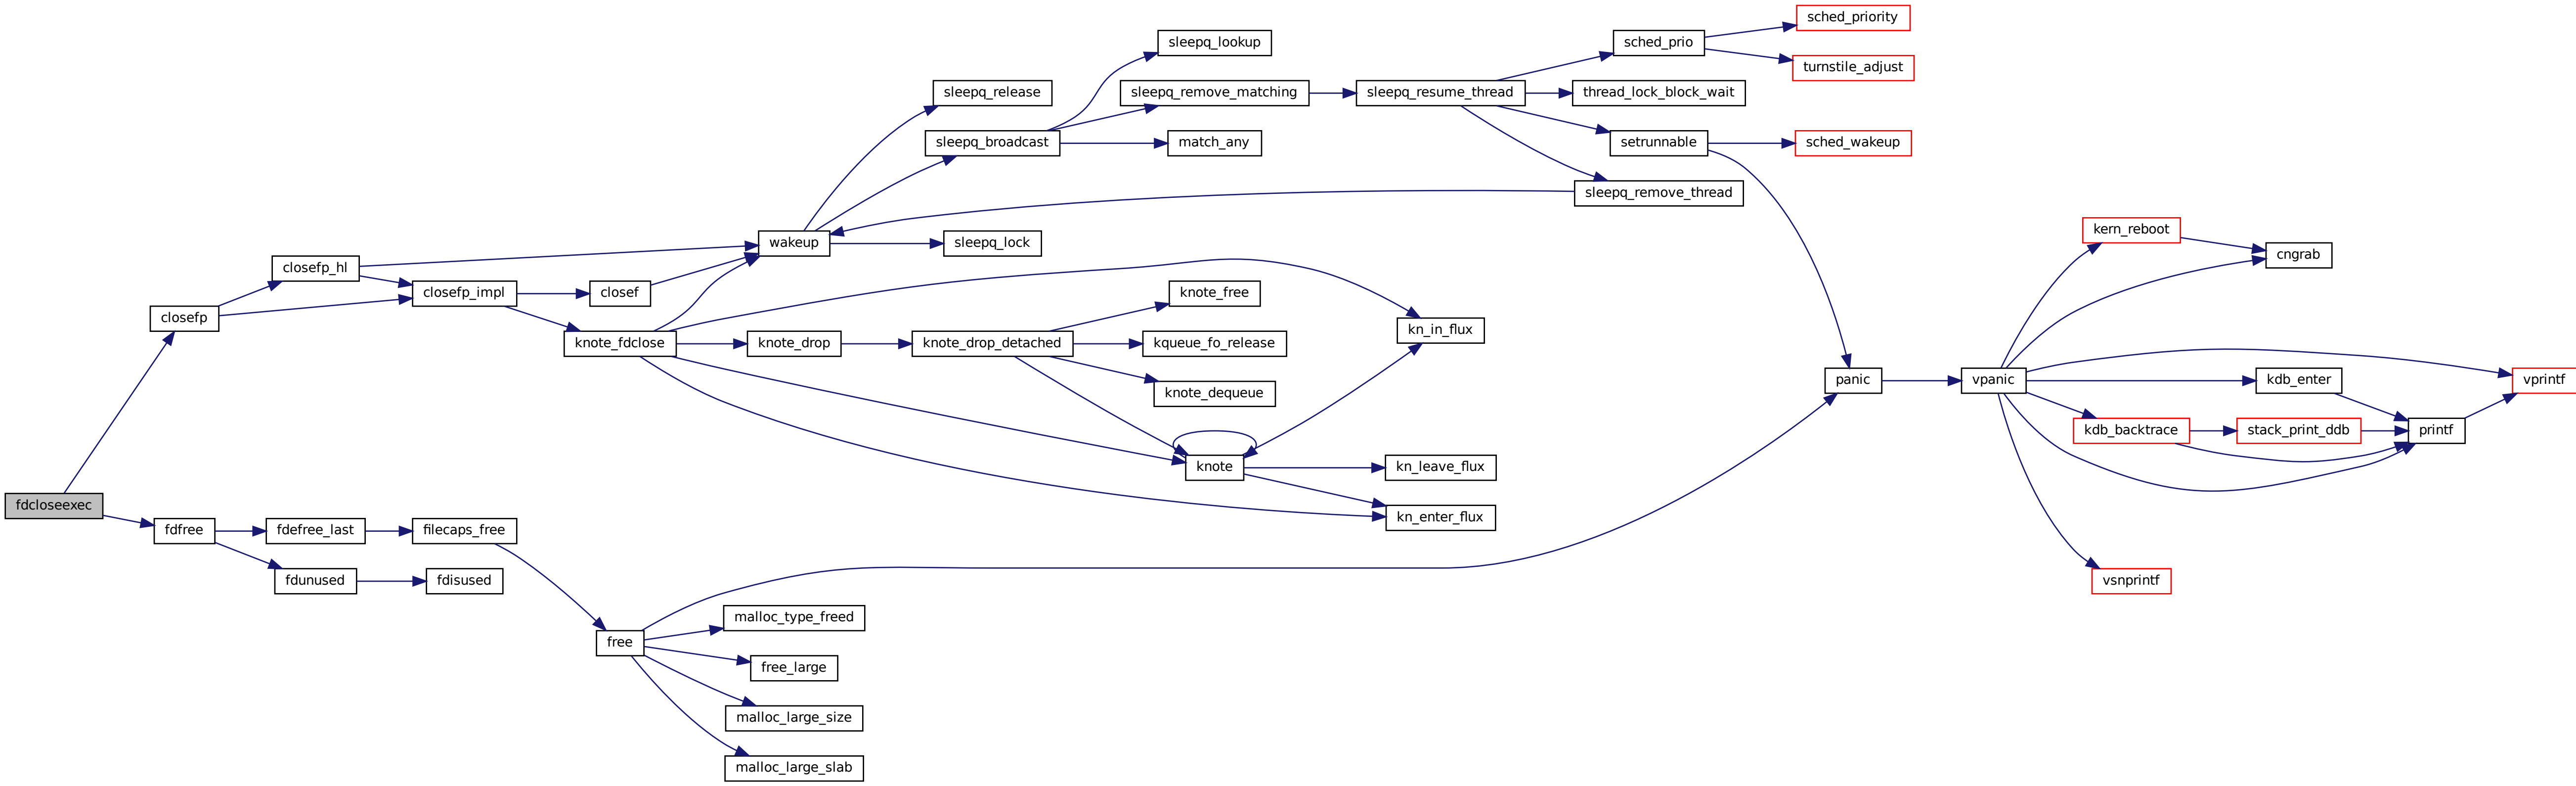 fdcloseexec
closefp
closefp_hl
closefp_impl
closef
wakeup
sleepq_release
sleepq_broadcast
sleepq_lookup
sleepq_remove_matching
sleepq_resume_thread
sched_prio
sched_priority
turnstile_adjust
thread_lock_block_wait
setrunnable
sched_wakeup
sleepq_remove_thread
match_any
sleepq_lock
knote_fdclose
knote_drop
knote_drop_detached
knote_free
kqueue_fo_release
knote_dequeue
knote
kn_in_flux
kn_leave_flux
kn_enter_flux
panic
vpanic
kern_reboot
cngrab
kdb_enter
vprintf
kdb_backtrace
stack_print_ddb
printf
vsnprintf
fdfree
fdefree_last
filecaps_free
fdunused
fdisused
free
malloc_type_freed
free_large
malloc_large_size
malloc_large_slab